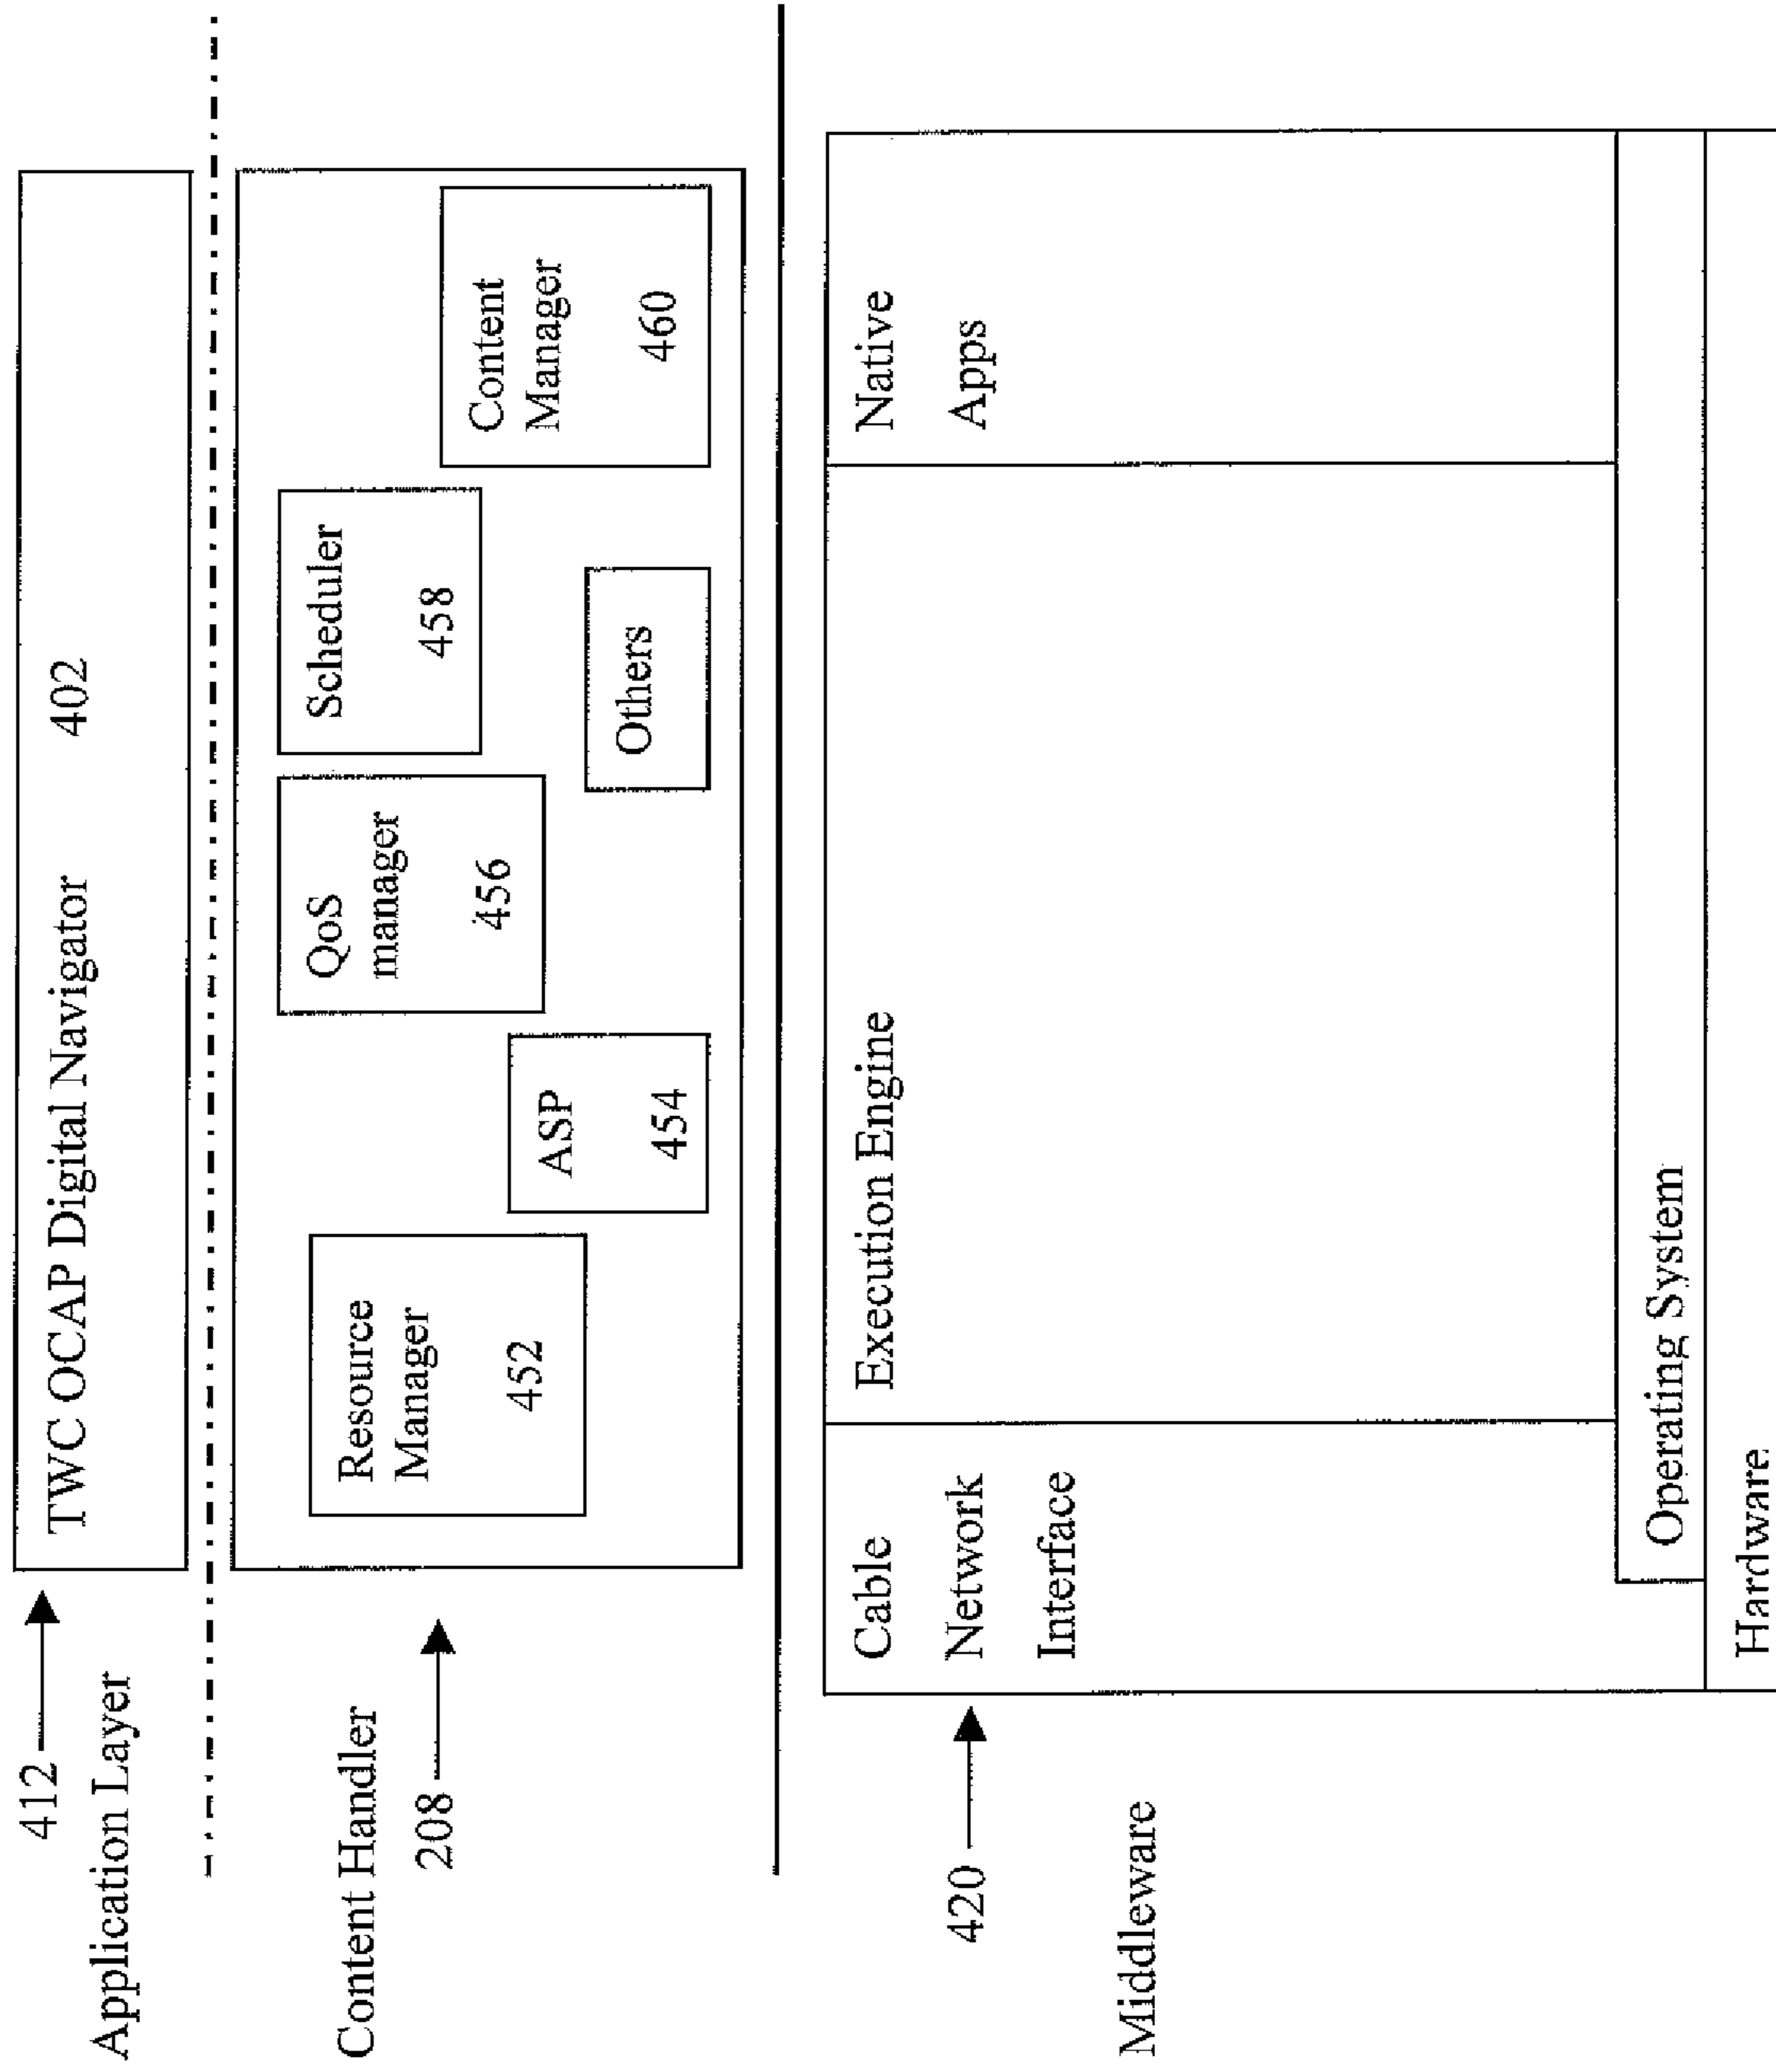 412
Application Layer
TWC OCAP Digital Navigator 402
Content Handler
208
Resource
Manager
452
ASP
454
QoS
manager
456
Scheduler
458
Others
Content
Manager
460
420
Middleware
Cable
Network
Interface
Execution Engine
Native
Apps
Operating System
Hardware